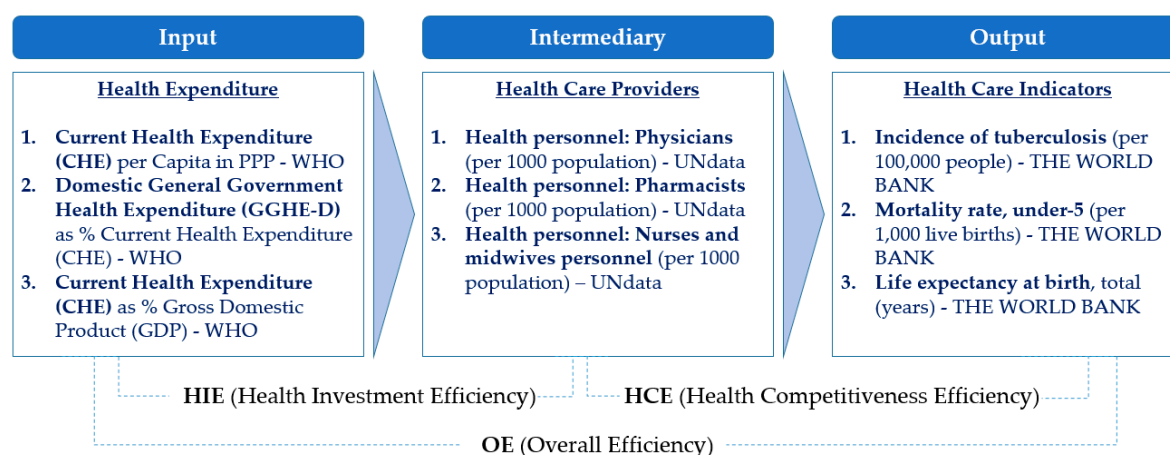 Input
Health Expenditure
1. Current Health Expenditure
(CHE) per Capita in PPP - WHO
2. Domestic General Government
Health Expenditure (GGHE-D)
as % Current Health Expenditure
(CHE) - WHO
3. Current Health Expenditure
(CHE) as % Gross Domestic
Product (GDP) - WHO
Intermediary
Health Care Providers
1. Health personnel: Physicians
(per 1000 population) - UNdata
2. Health personnel: Pharmacists
(per 1000 population) - UNdata
3. Health personnel: Nurses and
midwives personnel (per 1000
population) – UNdata
Output
Health Care Indicators
1. Incidence of tuberculosis (per
100,000 people) - THE WORLD
BANK
2. Mortality rate, under-5 (per
1,000 live births) - THE WORLD
BANK
3. Life expectancy at birth, total
(years) - THE WORLD BANK
HIE (Health Investment Efficiency)
HCE (Health Competitiveness Efficiency)
OE (Overall Efficiency)